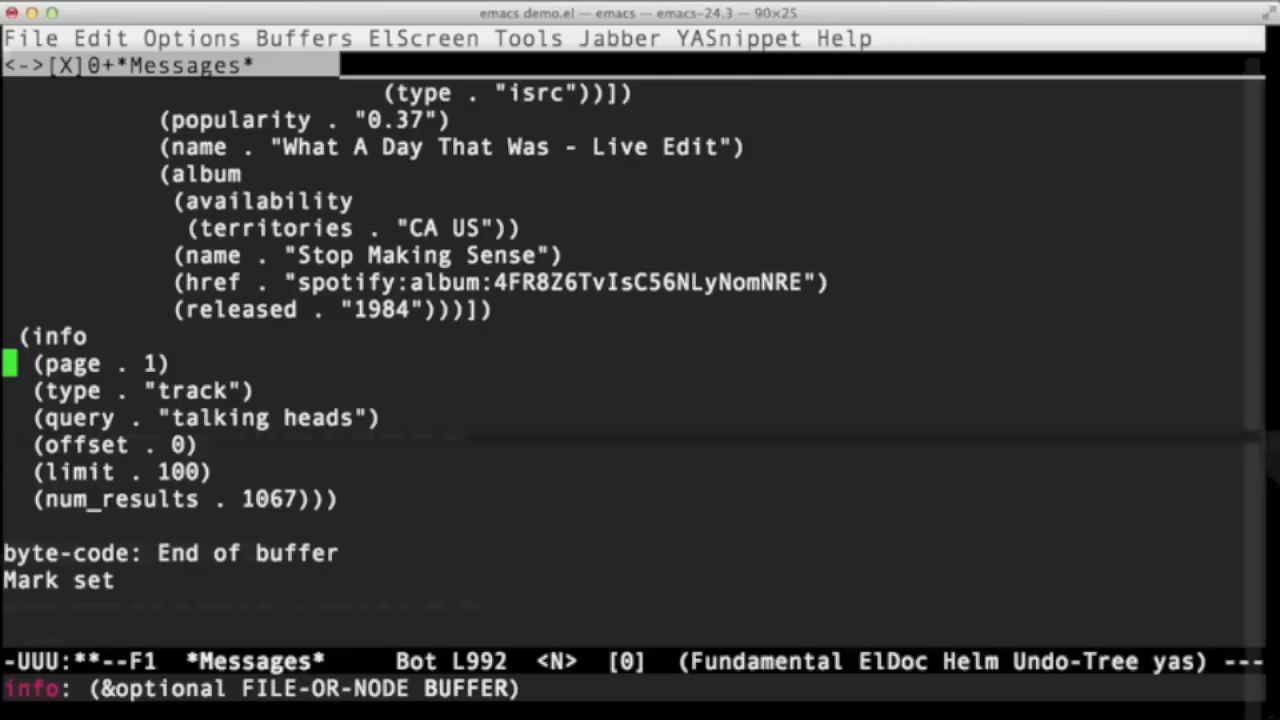 emacs demo.el — emacs — emacs-24.3 — 90×25
File Edit Options Buffers ElScreen Tools Jabber YASnippet Help
<->[X]0+*Messages*
(type . "isrc"))])
(popularity . "0.37")
(name . "What A Day That Was - Live Edit")
(album
(availability
(territories . "CA US"))
(name . "Stop Making Sense")
(href . "spotify:album:4FR8Z6TvIsC56NLyNomNRE")
(released . "1984")))])
(info
(page . 1)
(type . "track")
(query . "talking heads")
(offset . 0)
(limit . 100)
(num_results . 1067)))
byte-code: End of buffer
Mark set
-UUU:**--F1  *Messages*     Bot L992  <N>  [0]  (Fundamental ElDoc Helm Undo-Tree yas) ---
info: (&optional FILE-OR-NODE BUFFER)